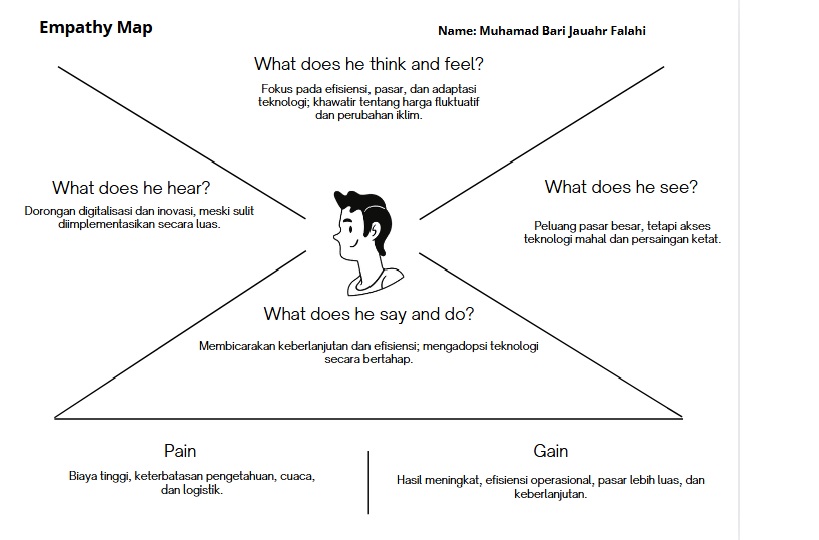 Empathy Map
Name: Muhamad Bari Jauahr Falahi
What does he think and feel?
Fokus pada efisiensi, pasar, dan adaptasi
teknologi; khawatir tentang harga fluktuatif
dan perubahan iklim.
What does he hear?
Dorongan digitalisasi dan inovasi, meski sulit
diimplementasikan secara luas.
What does he see?
Peluang pasar besar, tetapi akses
teknologi mahal dan persaingan ketat.
What does he say and do?
Membicarakan keberlanjutan dan efisiensi; mengadopsi teknologi
secara bertahap.
Pain
Biaya tinggi, keterbatasan pengetahuan, cuaca,
dan logistik.
Gain
Hasil meningkat, efisiensi operasional, pasar lebih luas, dan
keberlanjutan.